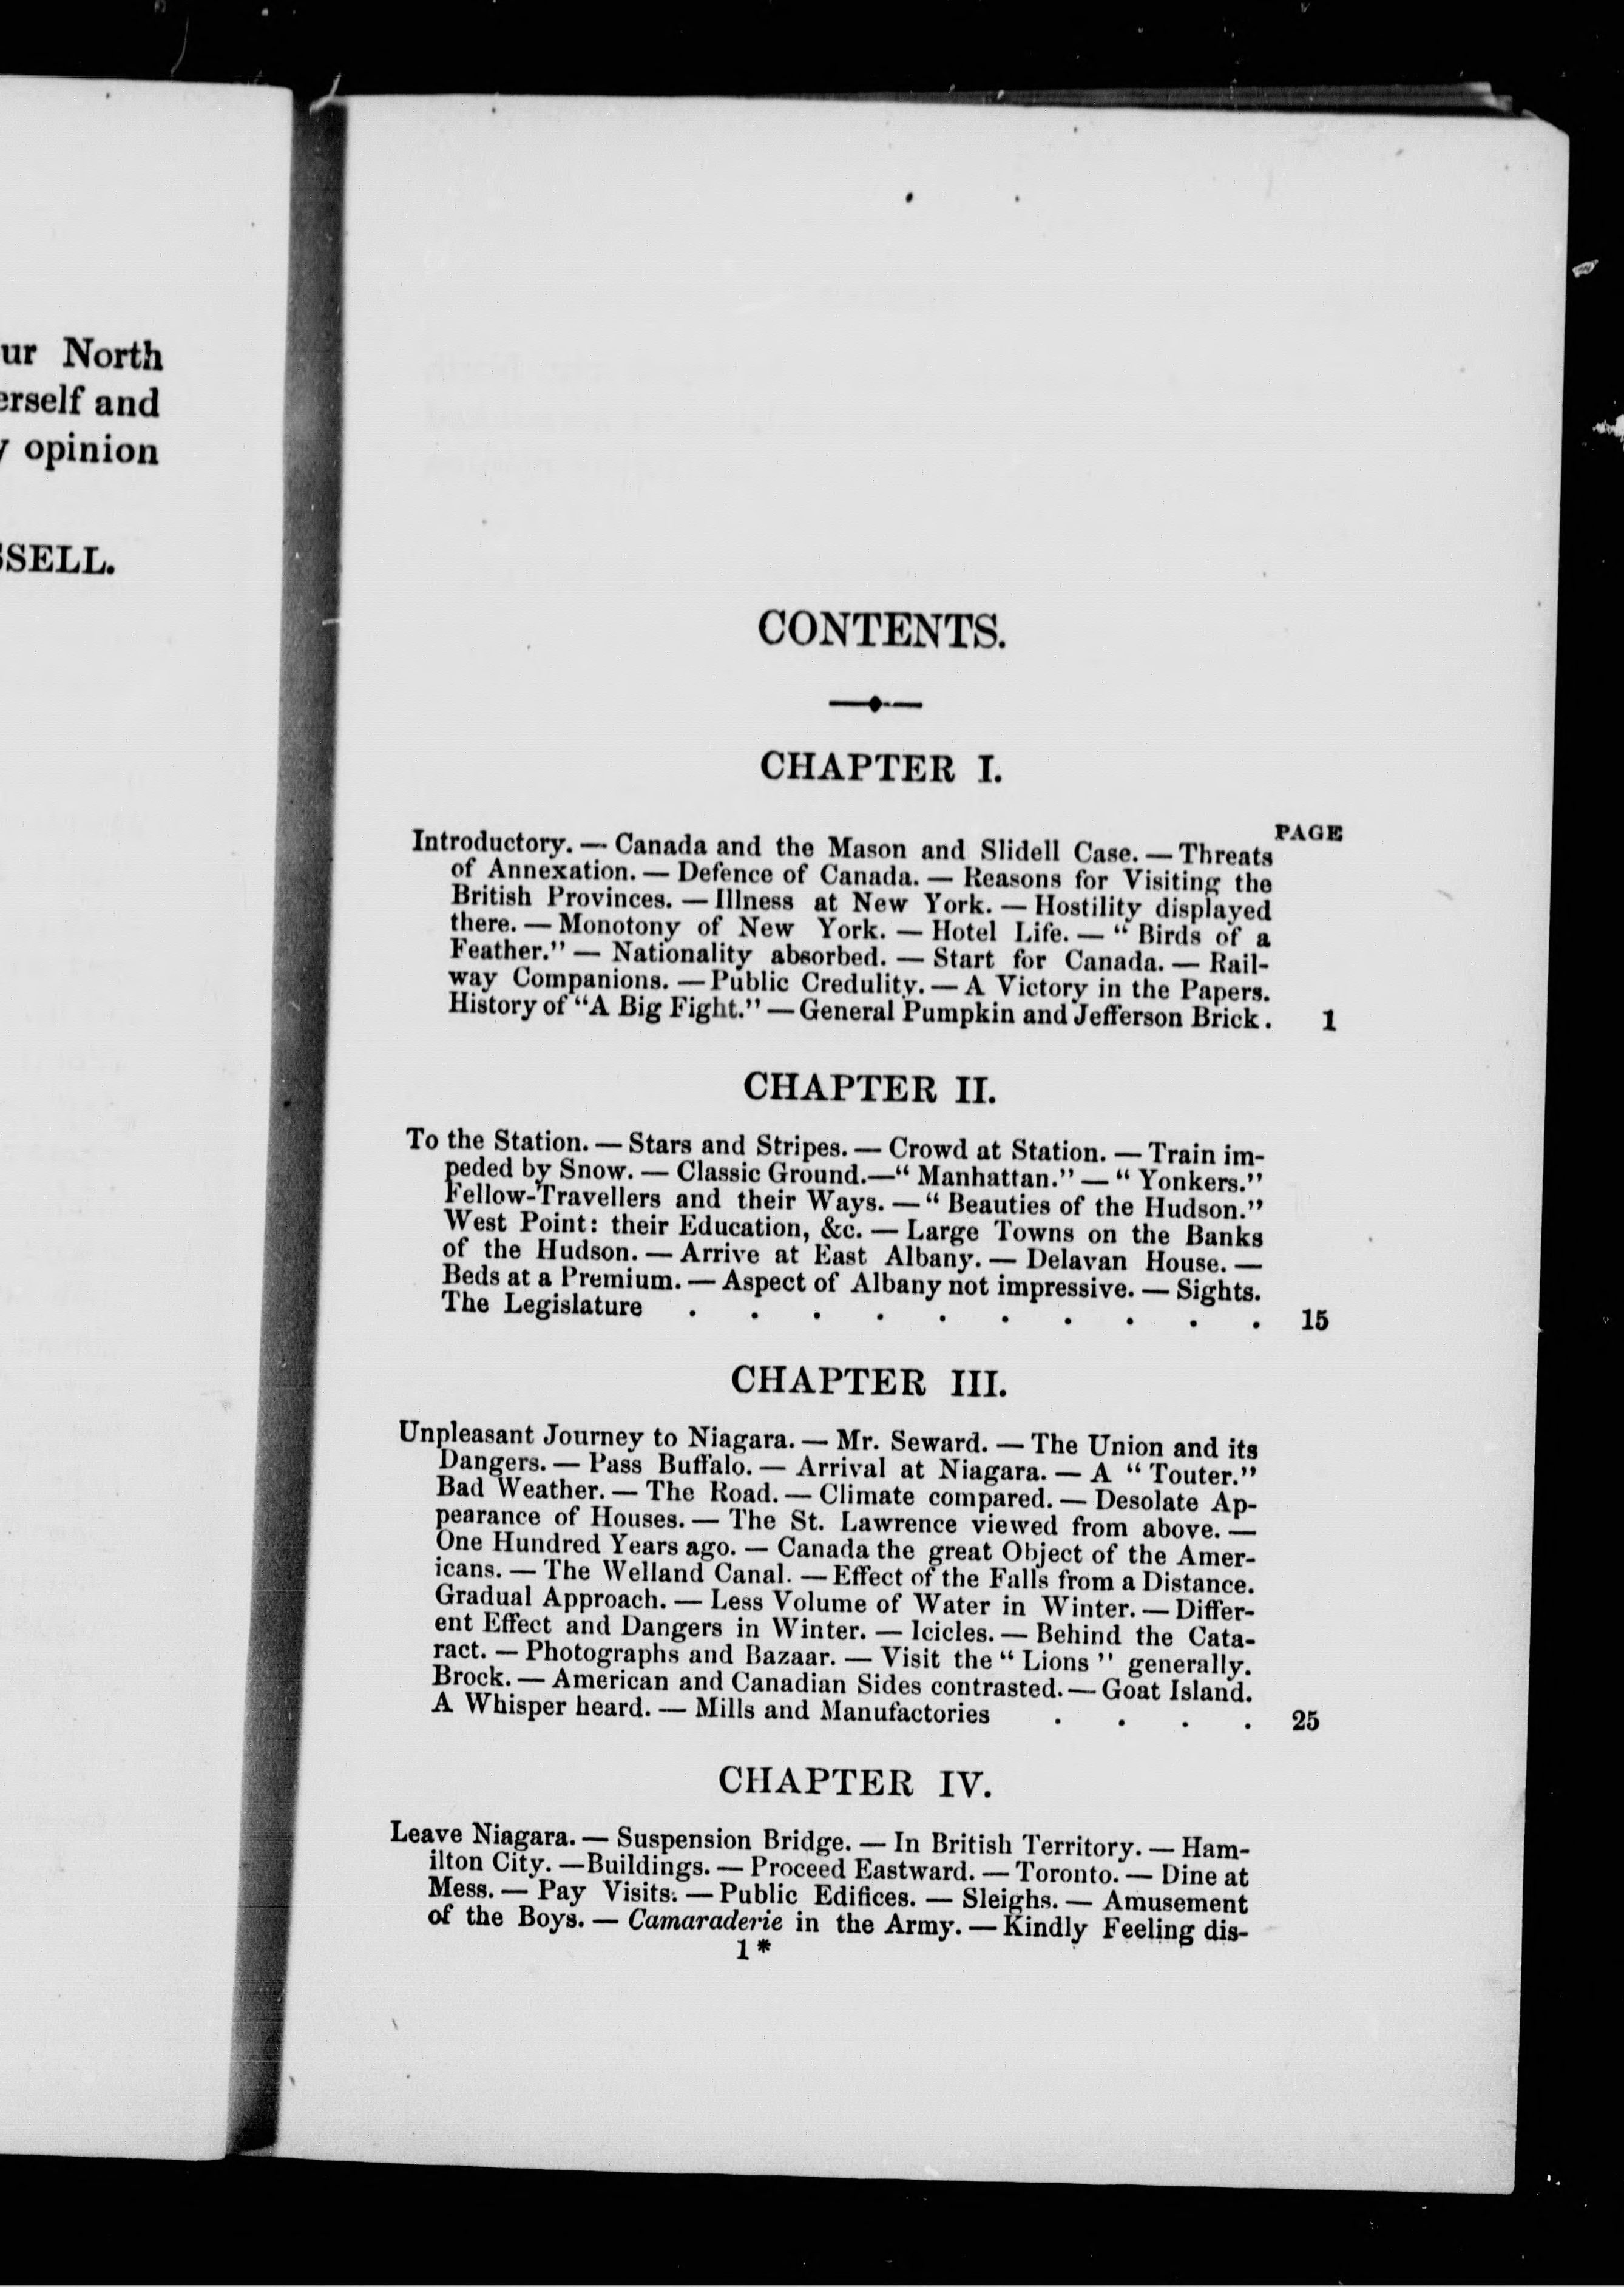 ur North
erself and
opinion
SSELL.
CONTENTS.
CHAPTER I.
PAGE
Introductory. — Canada and the Mason and Slidell Case. — Threats
of Annexation. — Defence of Canada. — Reasons for Visiting the
British Provinces. — Illness at New York. — Hostility displayed
there. — Monotony of New York. — Hotel Life. — “ Birds of a
Feather.” — Nationality absorbed. — Start for Canada. — Rail-
way Companions. — Public Credulity. — A Victory in the Papers.
History of “A Big Fight.” — General Pumpkin and Jefferson Brick . 1
CHAPTER II.
To the Station. — Stars and Stripes. — Crowd at Station. — Train im-
peded by Snow. — Classic Ground.—“ Manhattan.” — “ Yonkers.”
Fellow-Travellers and their Ways. — “ Beauties of the Hudson.”
West Point: their Education, &c. — Large Towns on the Banks
of the Hudson. — Arrive at East Albany. — Delavan House. —
Beds at a Premium. — Aspect of Albany not impressive. — Sights.
The Legislature . . . . . . . . . . 15
CHAPTER III.
Unpleasant Journey to Niagara. — Mr. Seward. — The Union and its
Dangers. — Pass Buffalo. — Arrival at Niagara. — A “ Touter.”
Bad Weather. — The Road. — Climate compared. — Desolate Ap-
pearance of Houses. — The St. Lawrence viewed from above. —
One Hundred Years ago. — Canada the great Object of the Amer-
icans. — The Welland Canal. — Effect of the Falls from a Distance.
Gradual Approach. — Less Volume of Water in Winter. — Differ-
ent Effect and Dangers in Winter. — Icicles. — Behind the Cata-
ract. — Photographs and Bazaar. — Visit the “ Lions ” generally.
Brock. — American and Canadian Sides contrasted. — Goat Island.
A Whisper heard. — Mills and Manufactories . . . . 25
CHAPTER IV.
Leave Niagara. — Suspension Bridge. — In British Territory. — Ham-
ilton City. —Buildings. — Proceed Eastward. — Toronto. — Dine at
Mess. — Pay Visits. — Public Edifices. — Sleighs. — Amusement
of the Boys. — Camaraderie in the Army. — Kindly Feeling dis-
1 *